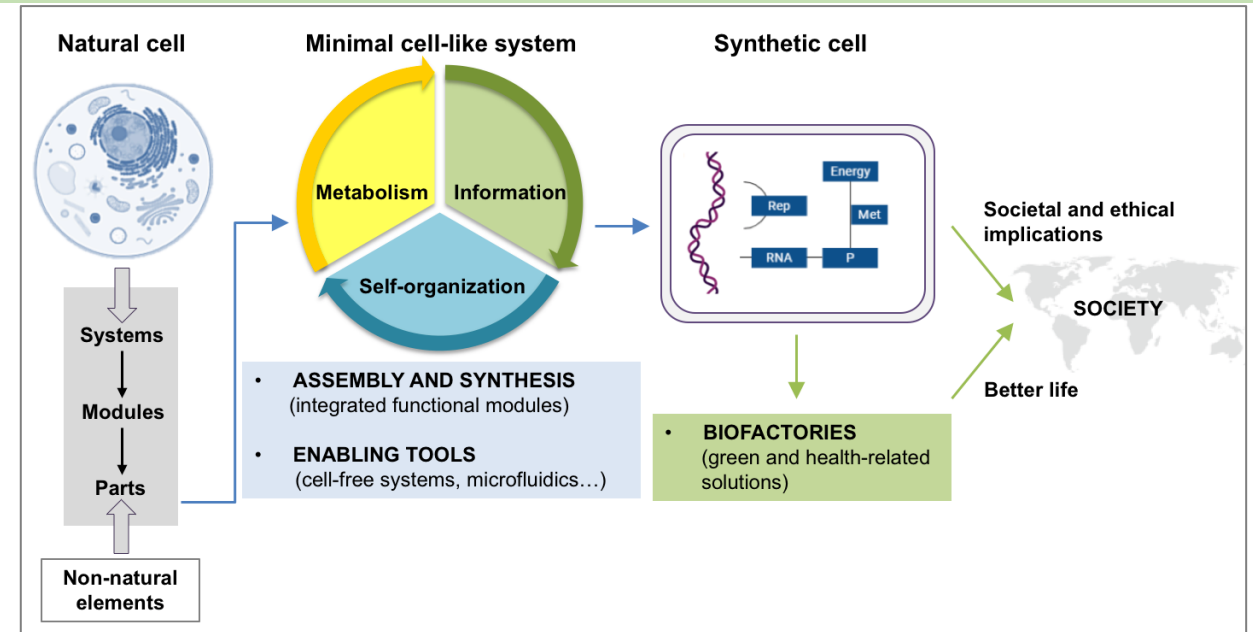 Natural cell
Minimal cell-like system
Synthetic cell
Metabolism
Information
Self-organization
Energy
Rep
Met
RNA
P
Systems
Modules
Parts
Non-natural
elements
• ASSEMBLY AND SYNTHESIS
(integrated functional modules)
• ENABLING TOOLS
(cell-free systems, microfluidics…)
• BIOFACTORIES
(green and health-related
solutions)
Societal and ethical
implications
SOCIETY
Better life